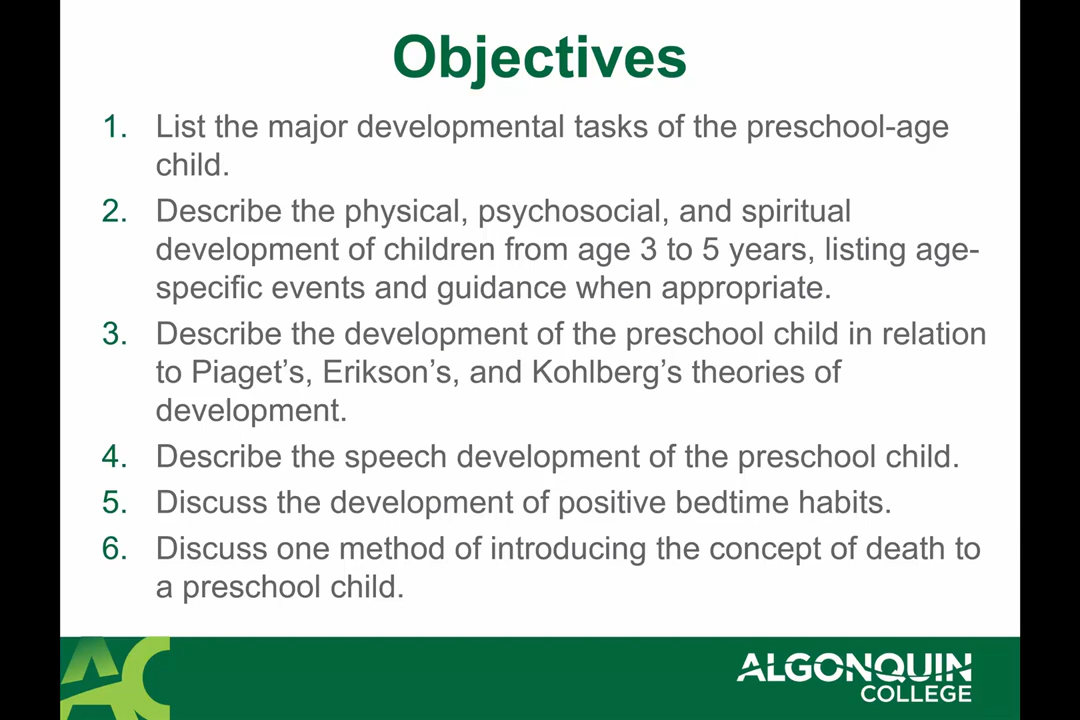 Objectives
1. List the major developmental tasks of the preschool-age
child.
2. Describe the physical, psychosocial, and spiritual
development of children from age 3 to 5 years, listing age-
specific events and guidance when appropriate.
3. Describe the development of the preschool child in relation
to Piaget’s, Erikson’s, and Kohlberg’s theories of
development.
4. Describe the speech development of the preschool child.
5. Discuss the development of positive bedtime habits.
6. Discuss one method of introducing the concept of death to
a preschool child.
AC
ALGONQUIN
COLLEGE